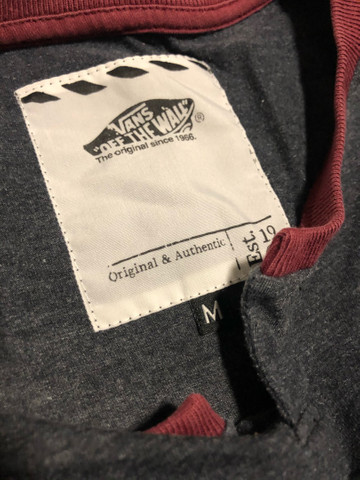 VANS
"OFF THE WALL"
®
The original since 1966.
Original & Authentic
Est. 19
M